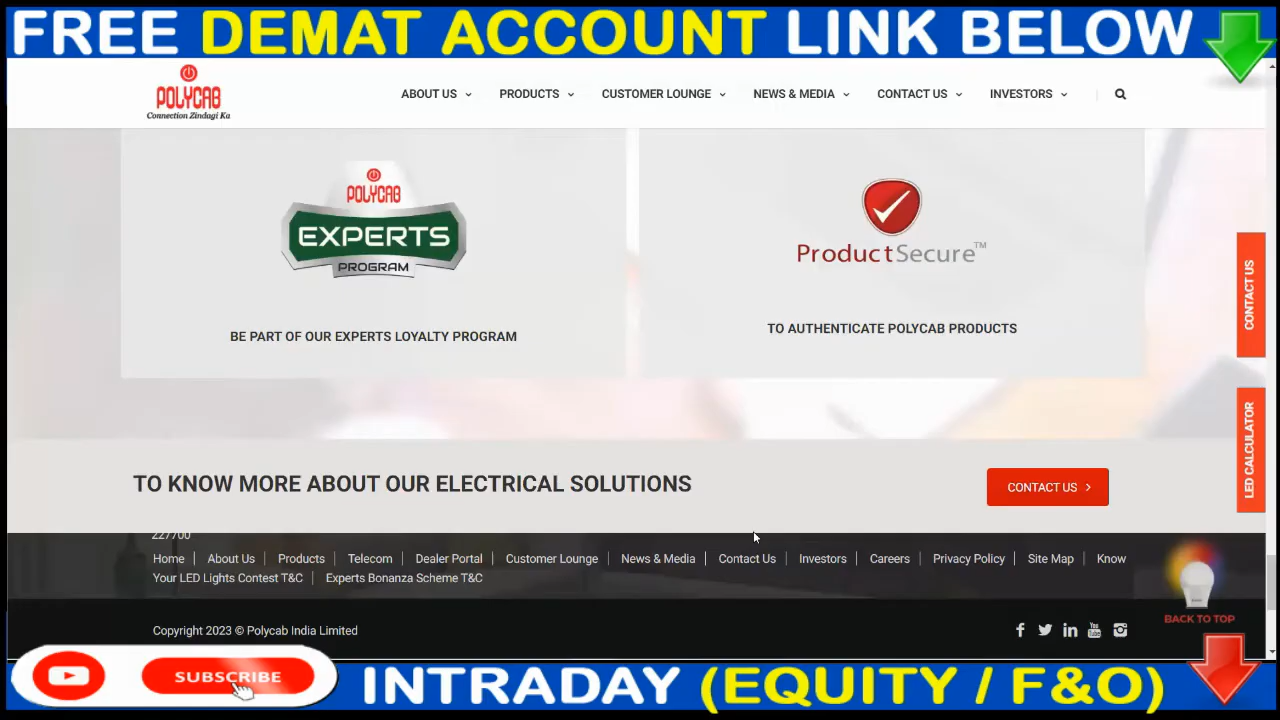 FREE DEMAT ACCOUNT LINK BELOW
POLYCAB
Connection Zindagi Ka
ABOUT US PRODUCTS CUSTOMER LOUNGE NEWS & MEDIA CONTACT US INVESTORS
POLYCAB
EXPERTS
PROGRAM
BE PART OF OUR EXPERTS LOYALTY PROGRAM
ProductSecure™
TO AUTHENTICATE POLYCAB PRODUCTS
CONTACT US
LED CALCULATOR
TO KNOW MORE ABOUT OUR ELECTRICAL SOLUTIONS
CONTACT US
227700
Home | About Us | Products | Telecom | Dealer Portal | Customer Lounge | News & Media | Contact Us | Investors | Careers | Privacy Policy | Site Map | Know
Your LED Lights Contest T&C | Experts Bonanza Scheme T&C
BACK TO TOP
Copyright 2023 © Polycab India Limited
You Tube
SUBSCRIBE
INTRADAY (EQUITY / F&O)